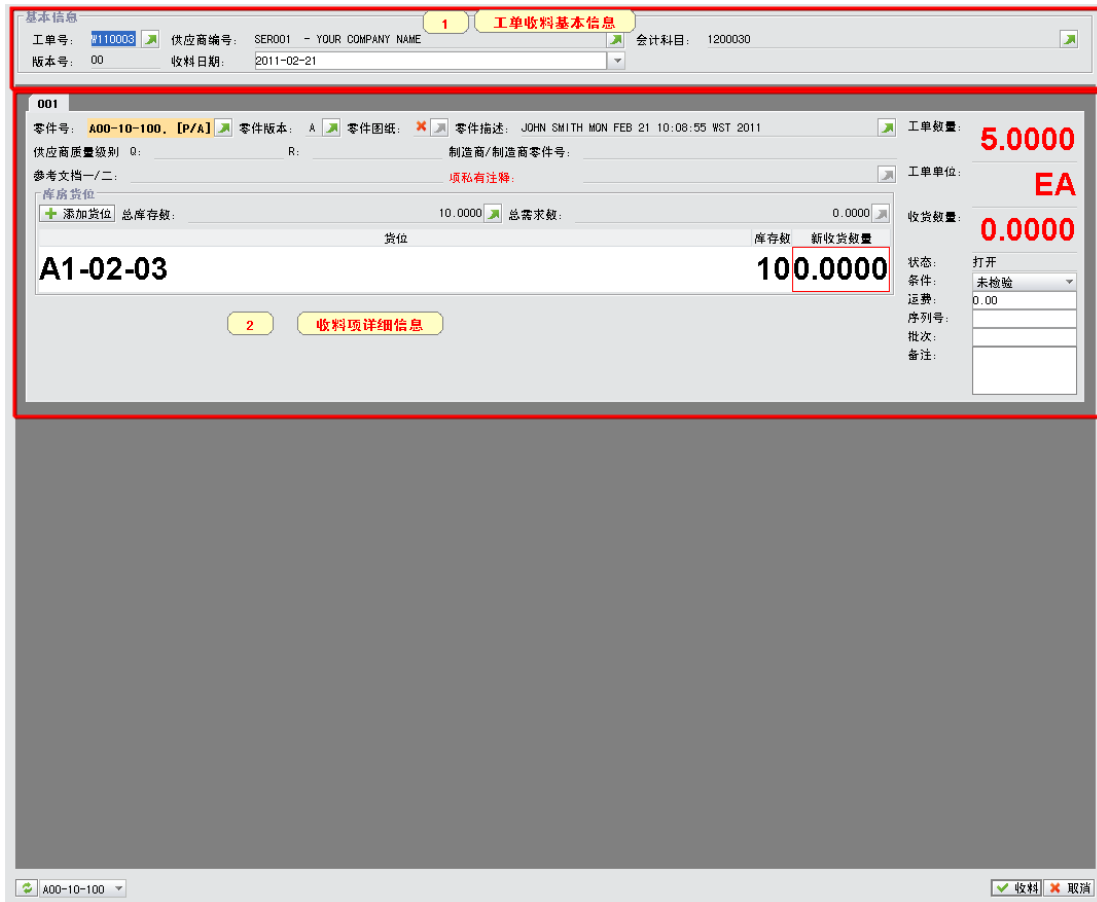 基本信息
1 工单收料基本信息
工单号: W110003 供应商编号: SER001 - YOUR COMPANY NAME 会计科目: 1200030
版本号: 00 收料日期: 2011-02-21
001
零件号: A00-10-100, [P/A] 零件版本: A 零件图纸: 零件描述: JOHN SMITH MON FEB 21 10:08:55 WST 2011
供应商质量级别 Q: R: 制造商/制造商零件号:
参考文档一/二: 项私有注释:
库房货位
添加货位 总库存数: 10.0000 总需求数: 0.0000
货位 库存数 新收货数量
A1-02-03 10 0.0000
2 收料项详细信息
工单数量: 5.0000
工单单位: EA
收货数量: 0.0000
状态: 打开
条件: 未检验
运费: 0.00
序列号:
批次:
备注:
A00-10-100 收料 取消